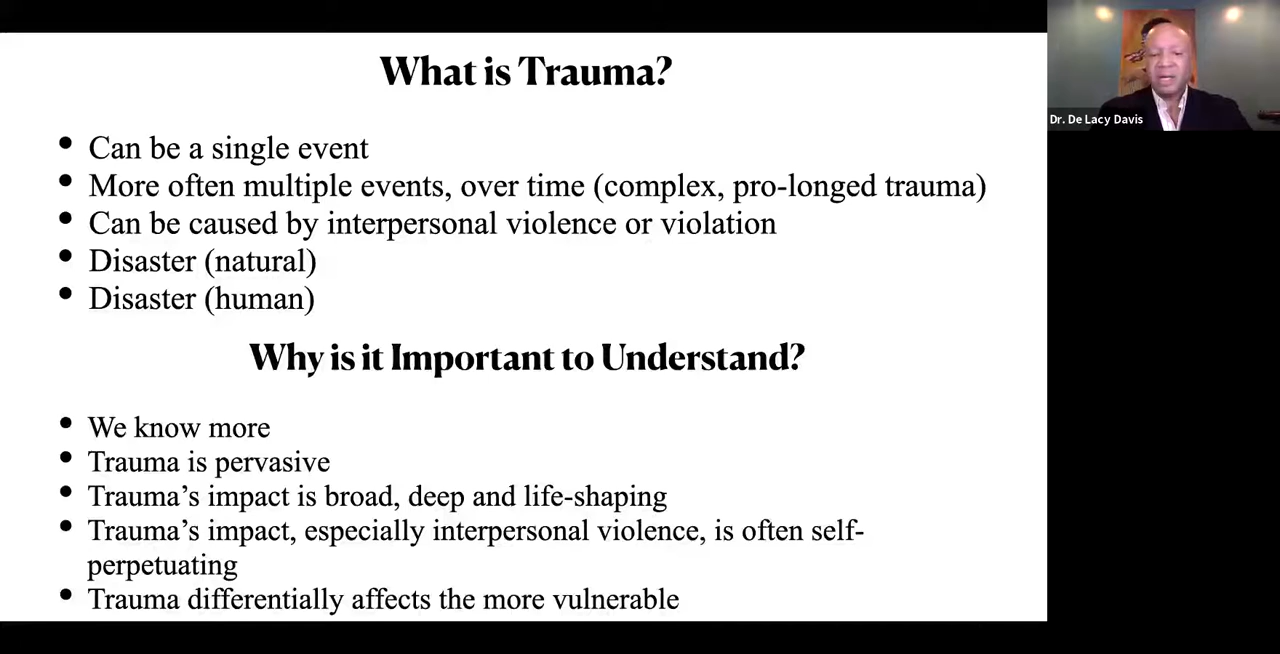 What is Trauma?
• Can be a single event
• More often multiple events, over time (complex, pro-longed trauma)
• Can be caused by interpersonal violence or violation
• Disaster (natural)
• Disaster (human)
Why is it Important to Understand?
• We know more
• Trauma is pervasive
• Trauma’s impact is broad, deep and life-shaping
• Trauma’s impact, especially interpersonal violence, is often self-
perpetuating
• Trauma differentially affects the more vulnerable
Dr. De Lacy Davis